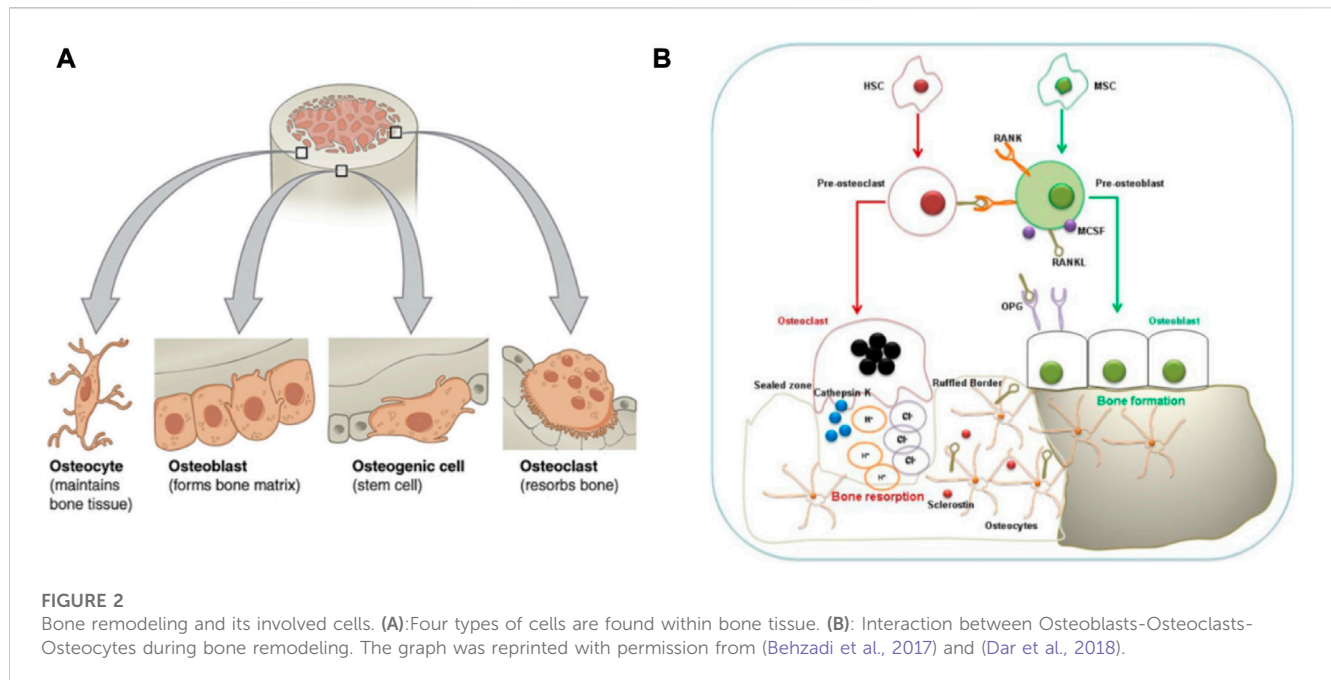 A
Osteocyte
(maintains
bone tissue)
Osteoblast
(forms bone matrix)
Osteogenic cell
(stem cell)
Osteoclast
(resorbs bone)
B
HSC
MSC
RANK
Pre-osteoclast
Pre-osteoblast
MCSF
RANKL
OPG
Osteoclast
Osteoblast
Sealed zone
Cathepsin-K
Ruffled Border
Bone formation
H⁺
Cl-
Cl-
H⁺
Cl-
H⁺
Cl-
H⁺
Bone resorption
Sclerostin
Osteocytes
FIGURE 2
Bone remodeling and its involved cells. (A):Four types of cells are found within bone tissue. (B): Interaction between Osteoblasts-Osteoclasts-
Osteocytes during bone remodeling. The graph was reprinted with permission from (Behzadi et al., 2017) and (Dar et al., 2018).